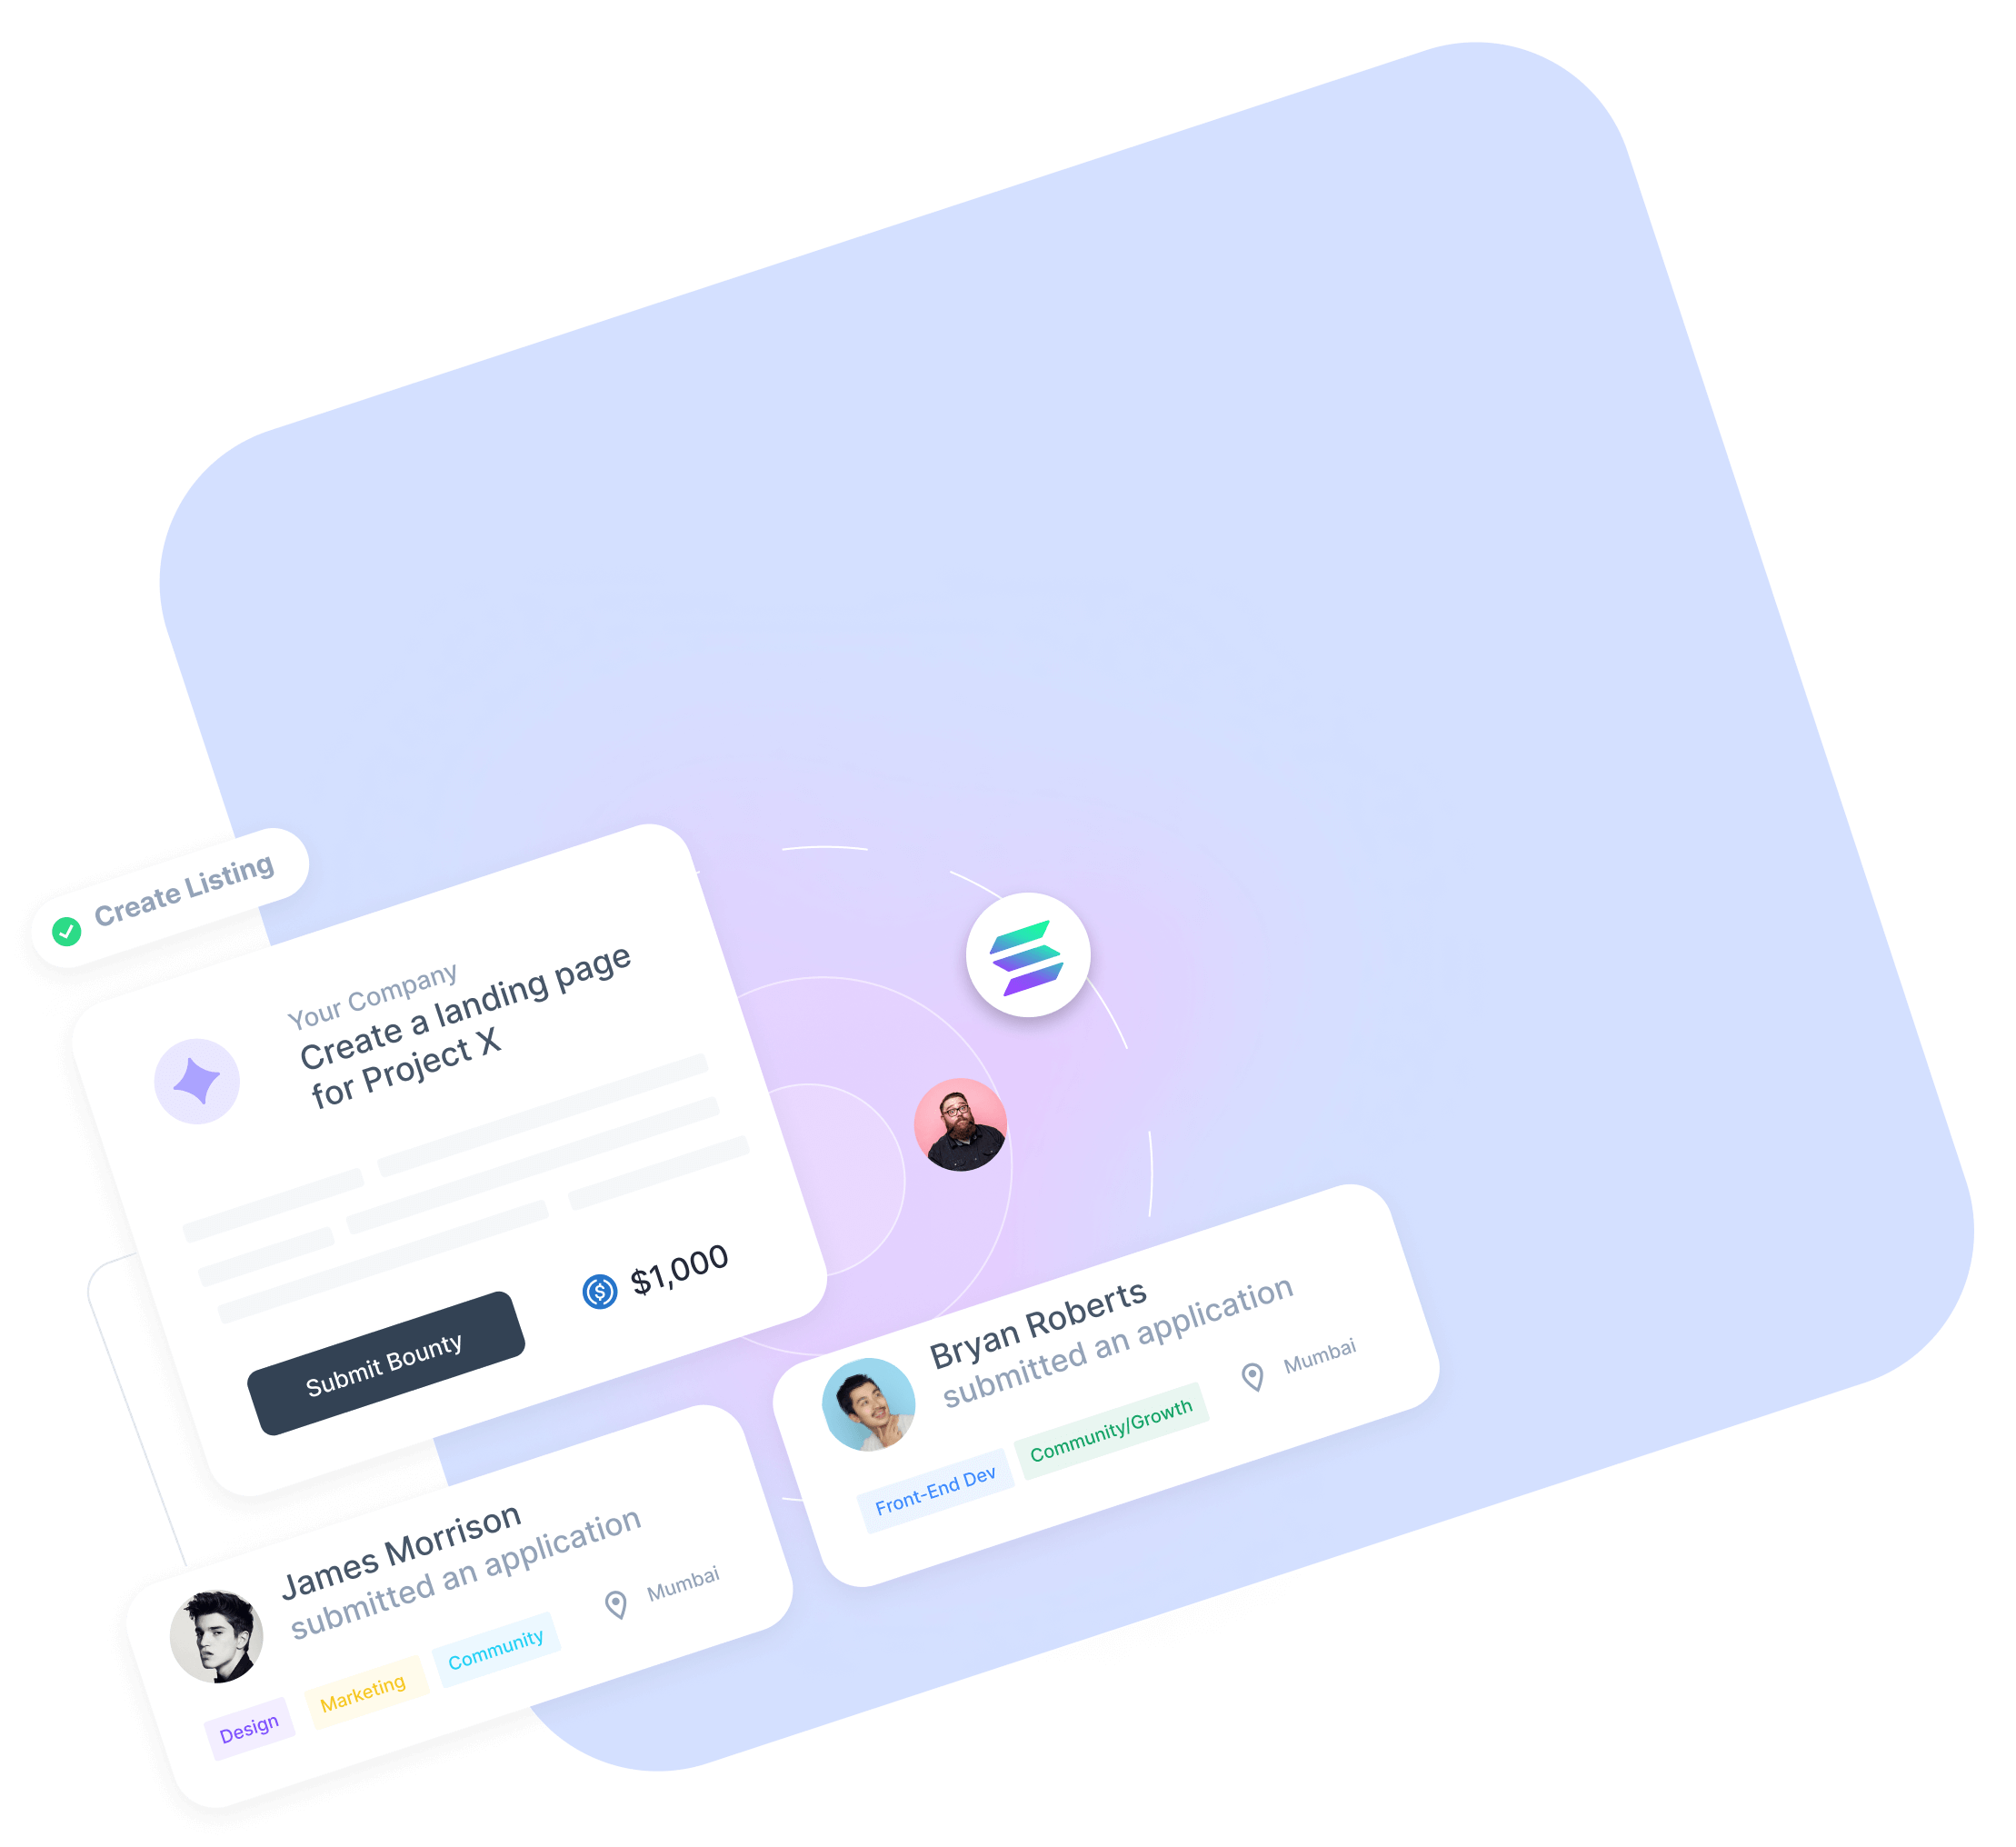 Create Listing
Your Company
Create a landing page
for Project X
$1,000
Submit Bounty
Bryan Roberts
submitted an application
Mumbai
Front-End Dev
Community/Growth
James Morrison
submitted an application
Mumbai
Design
Marketing
Community